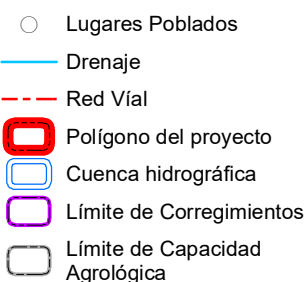 Lugares Poblados
Drenaje
Red Víal
Polígono del proyecto
Cuenca hidrográfica
Límite de Corregimientos
Límite de Capacidad
Agrológica